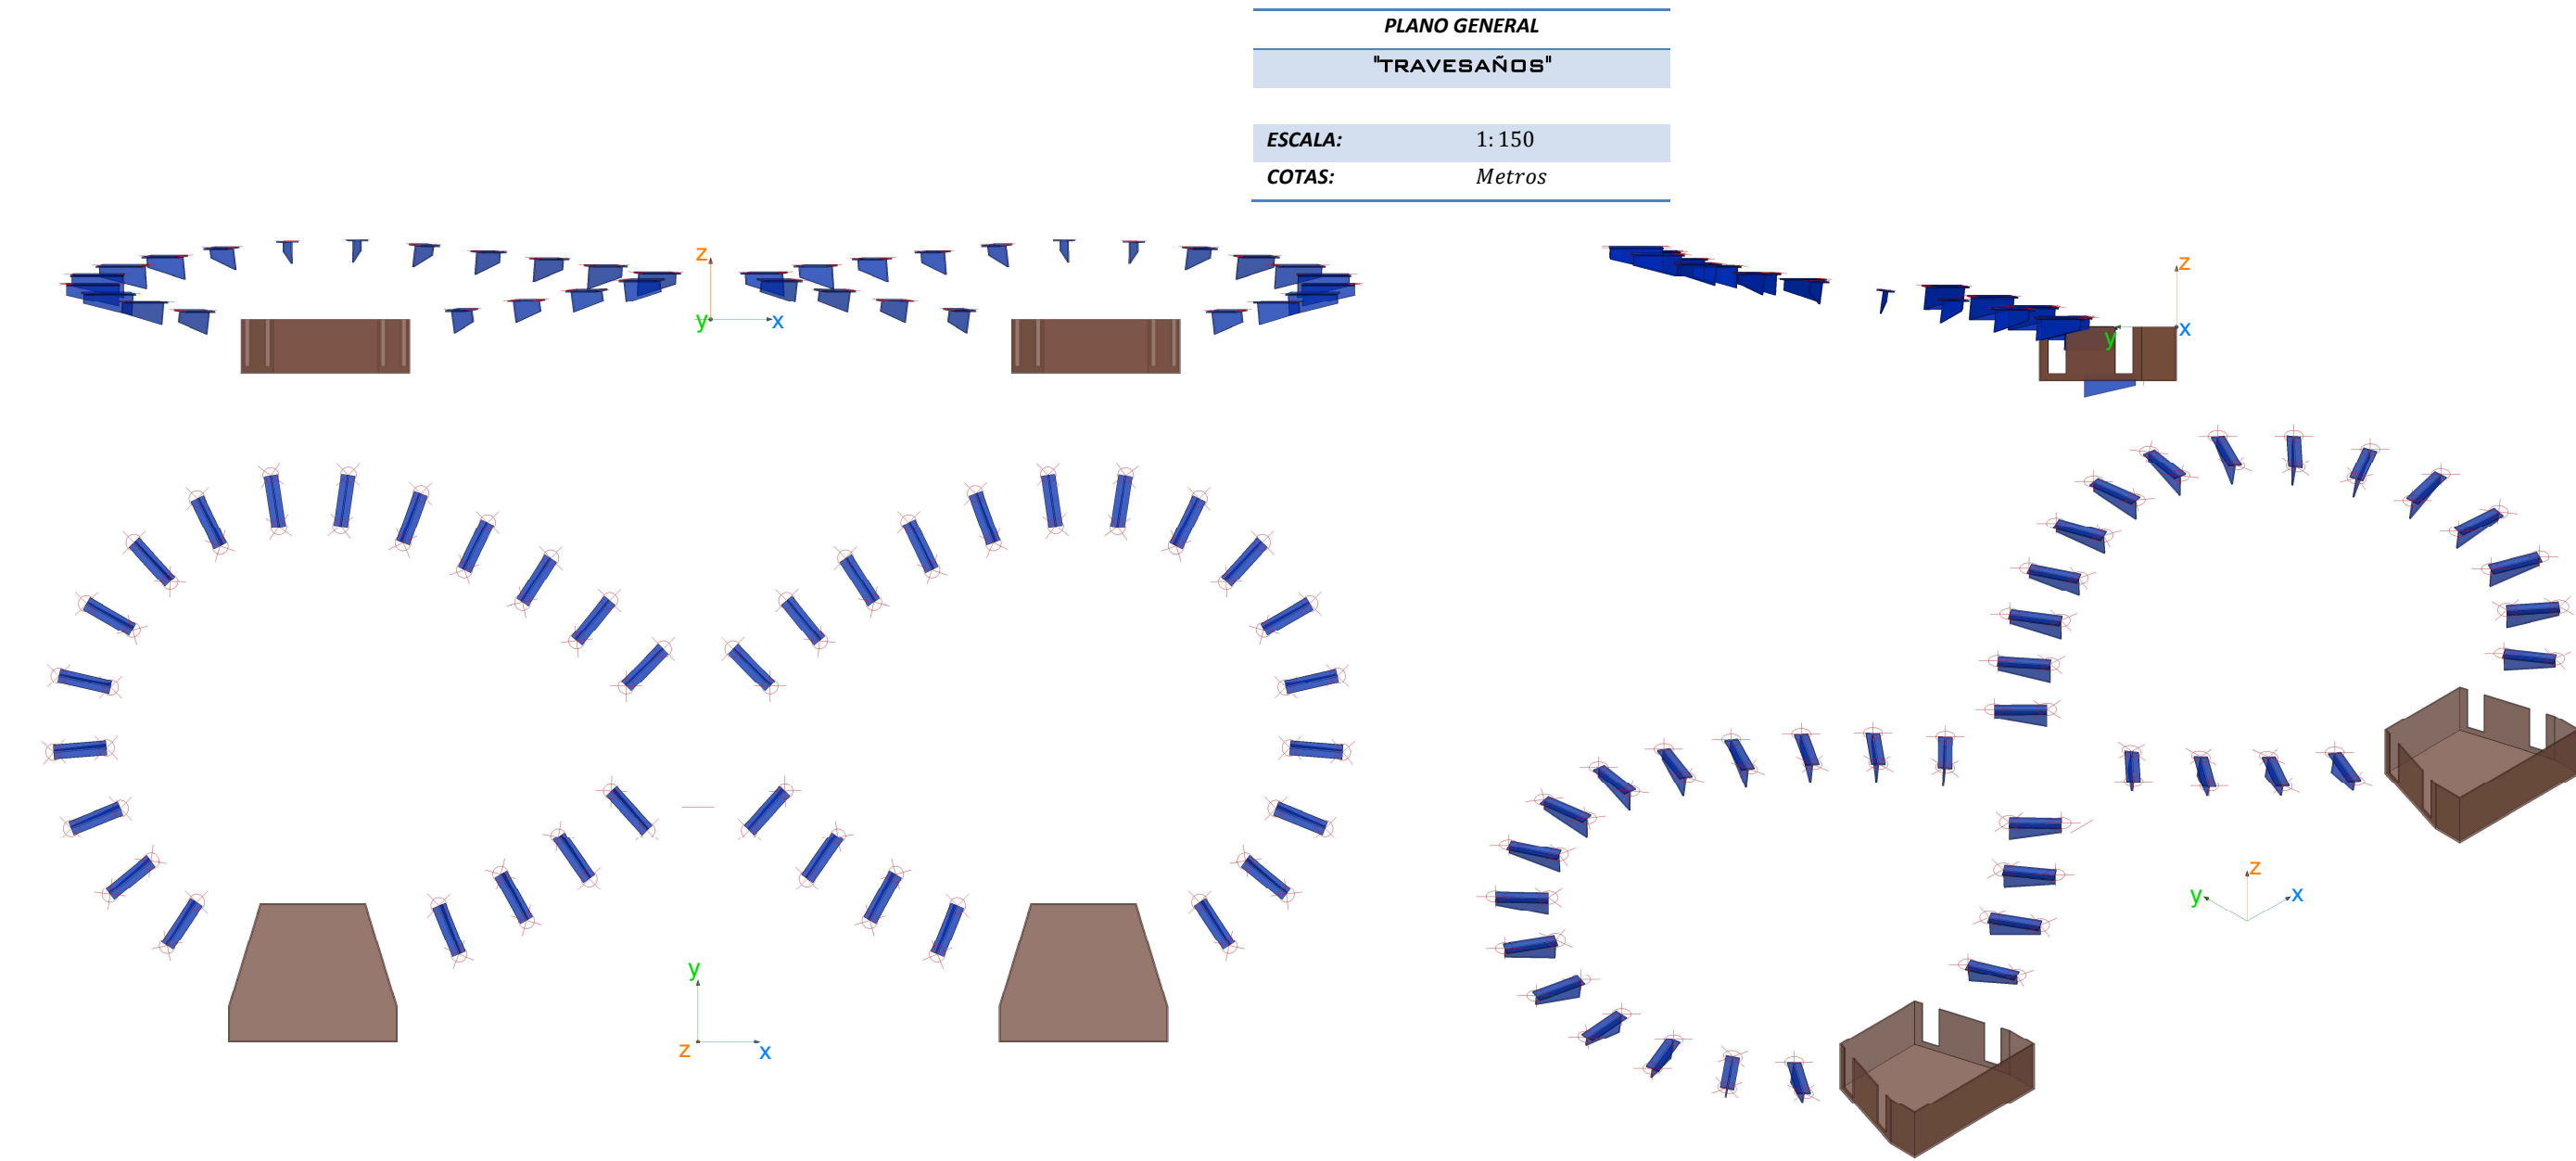 PLANO GENERAL
"TRAVESAÑOS"
ESCALA: 1:150
COTAS: Metros
z
y x
z
y x
y
z x
z
y x